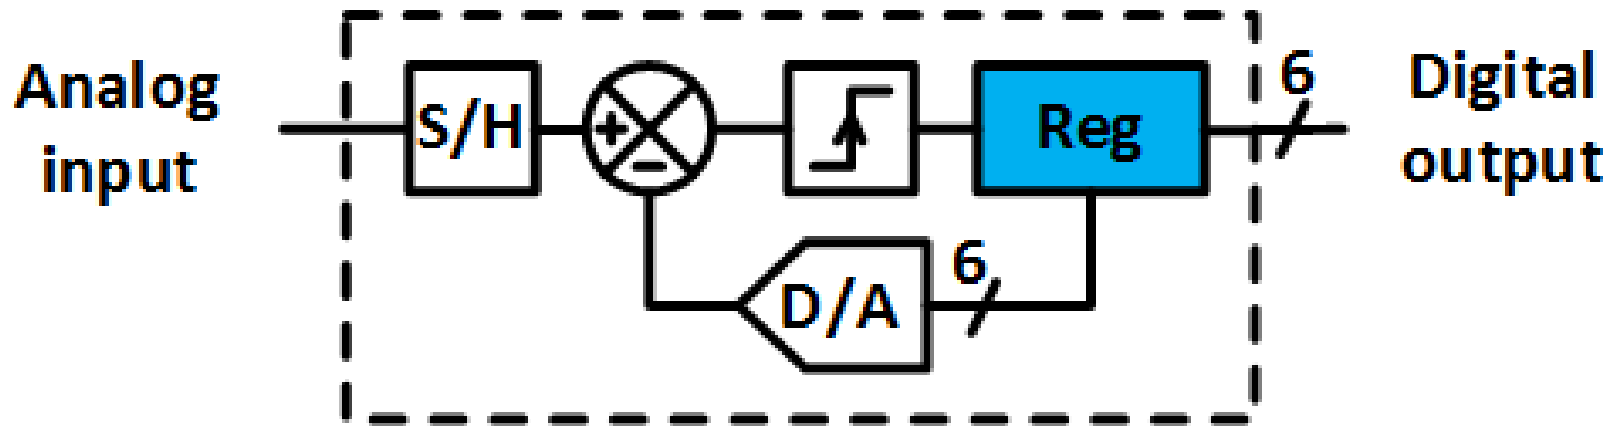 Analog
input
S/H
+
−
Reg
6
Digital
output
6
D/A